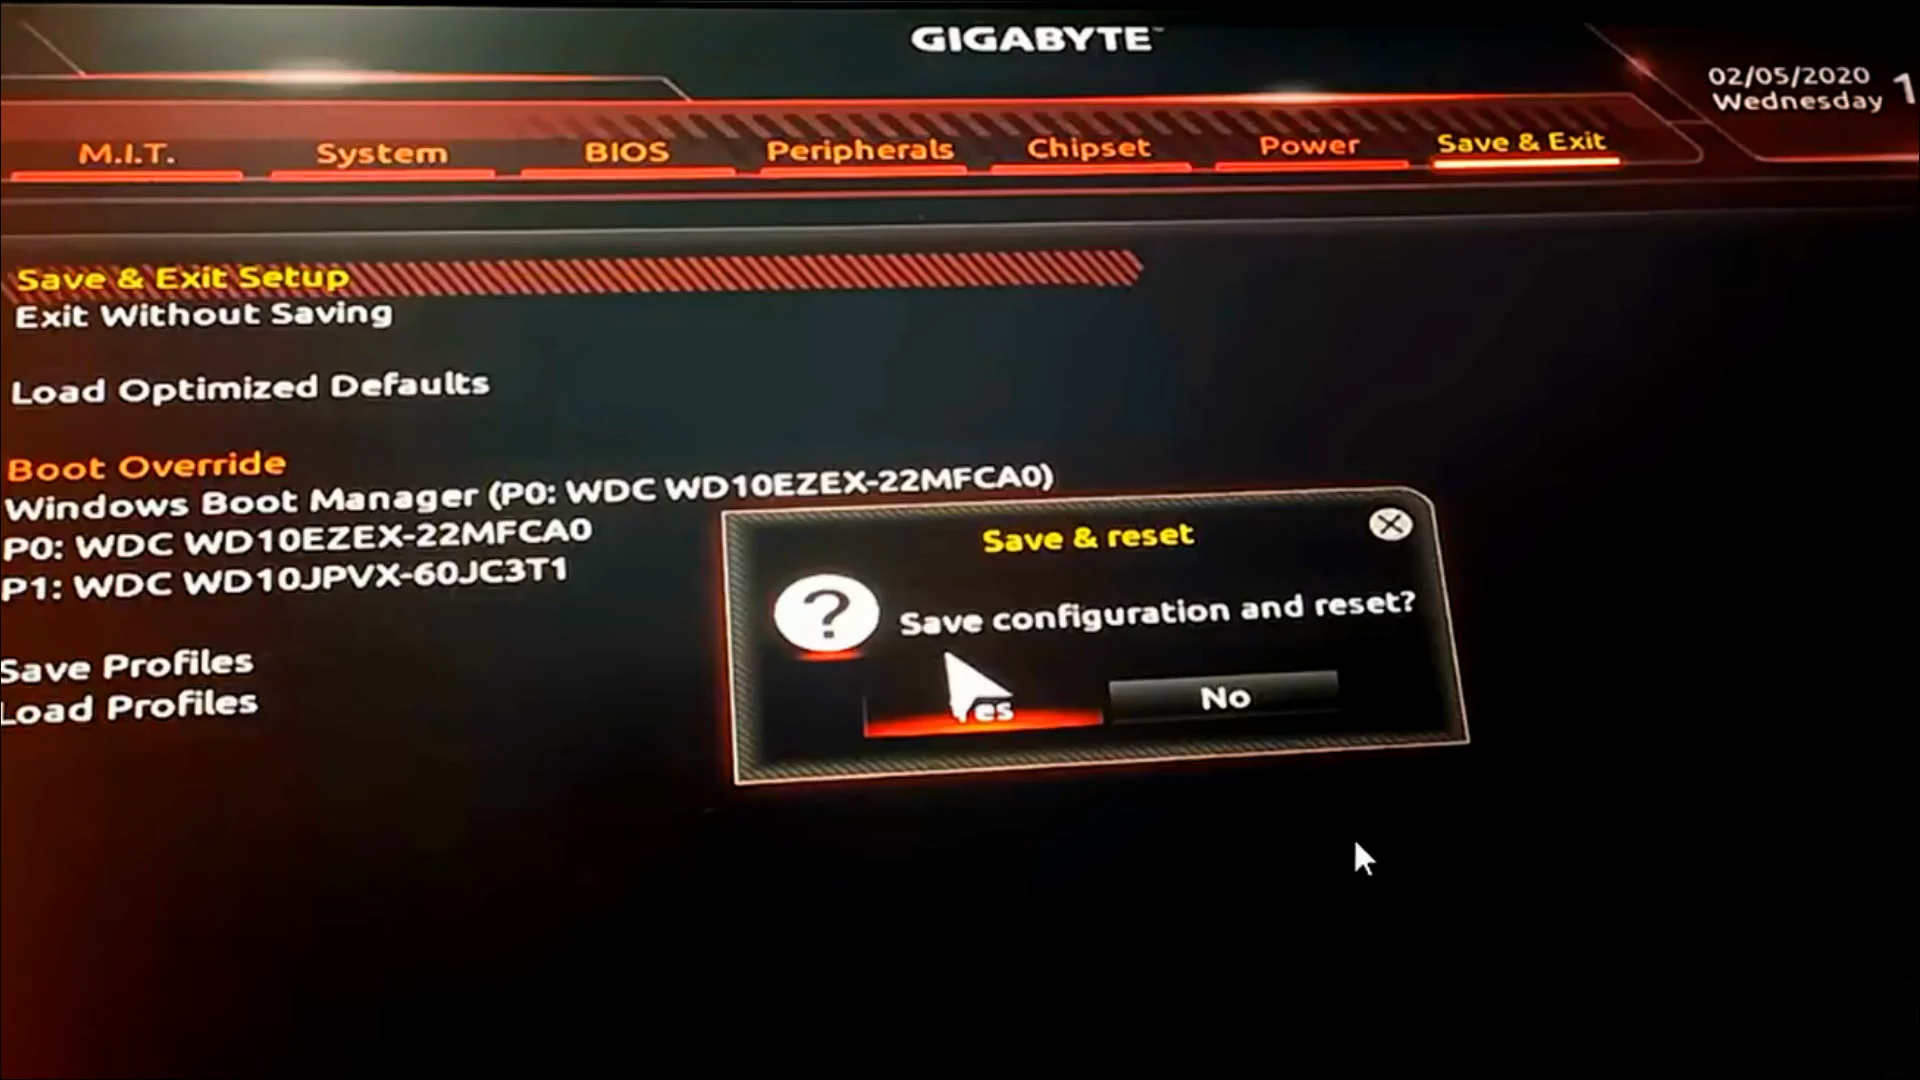 GIGABYTE™
02/05/2020
Wednesday
M.I.T. System BIOS Peripherals Chipset Power Save & Exit
Save & Exit Setup
Exit Without Saving
Load Optimized Defaults
Boot Override
Windows Boot Manager (P0: WDC WD10EZEX-22MFCA0)
P0: WDC WD10EZEX-22MFCA0
P1: WDC WD10JPVX-60JC3T1
Save Profiles
Load Profiles
Save & reset
Save configuration and reset?
Yes No